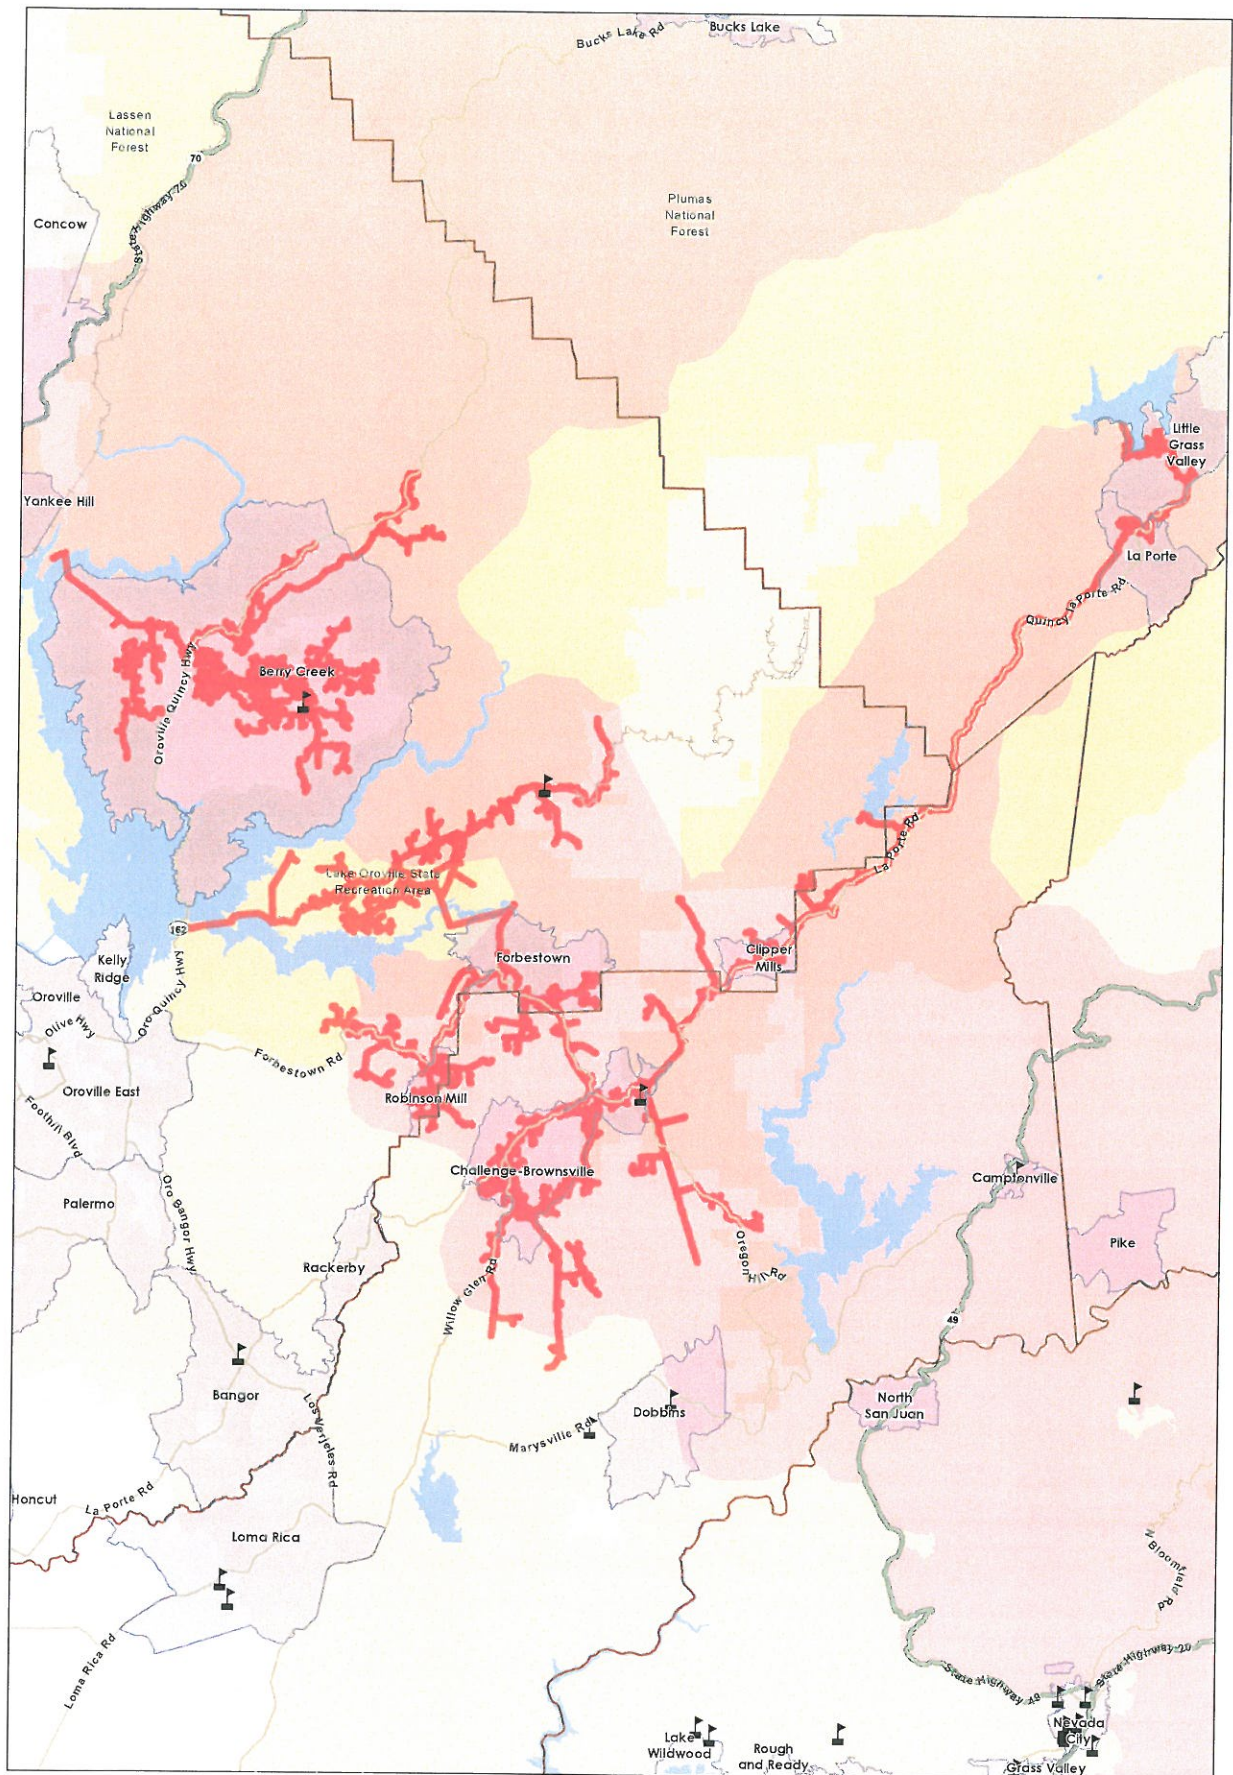 Bucks Lake Rd
Bucks Lake
Lassen
National
Forest
70
State Highway 70
Concow
Plumas
National
Forest
Little
Grass
Valley
Yankee Hill
La Porte
Quincy la Porte Rd
Berry Creek
Oroville Quincy Hwy
La Porte Rd
Lake Oroville State
Recreation Area
162
Forbestown
Clipper
Mills
Kelly
Ridge
Oroville
Oro Quincy Hwy
Olive Hwy
Forbestown Rd
Oroville East
Robinson Mill
Foothill Blvd
Challenge-Brownsville
Camptonville
Palermo
Oro Bangor Hwy
Pike
Oregon
Hill Rd
Rackerby
Willow Glen Rd
49
Bangor
Los Verjeles Rd
Dobbins
North
San Juan
Marysville Rd
Honcut
La Porte Rd
Loma Rica
N Bloomfield Rd
Loma Rica Rd
State Highway 49
State Highway 20
Nevada
City
Lake
Wildwood
Rough
and Ready
Grass Valley